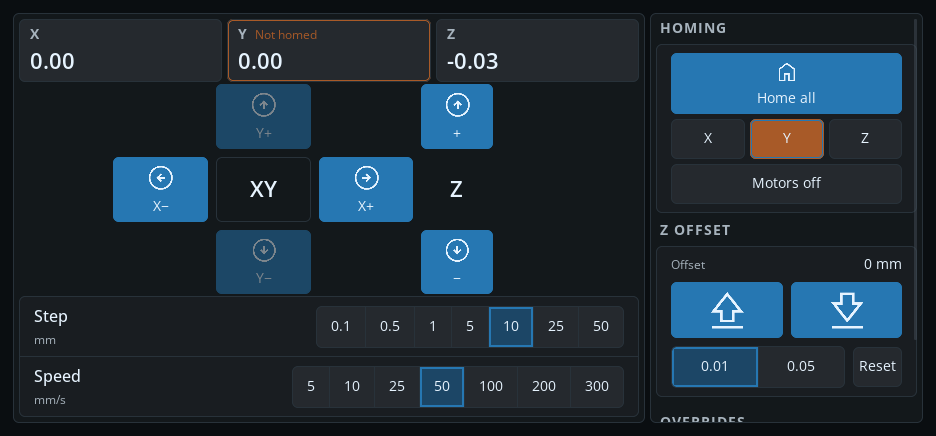 X
0.00
Y Not homed
0.00
Z
-0.03
Y+
+
X−
XY
X+
Z
Y−
−
Step
mm
0.1 0.5 1 5 10 25 50
Speed
mm/s
5 10 25 50 100 200 300
HOMING
Home all
X Y Z
Motors off
Z OFFSET
Offset 0 mm
0.01 0.05 Reset
OVERRIDES